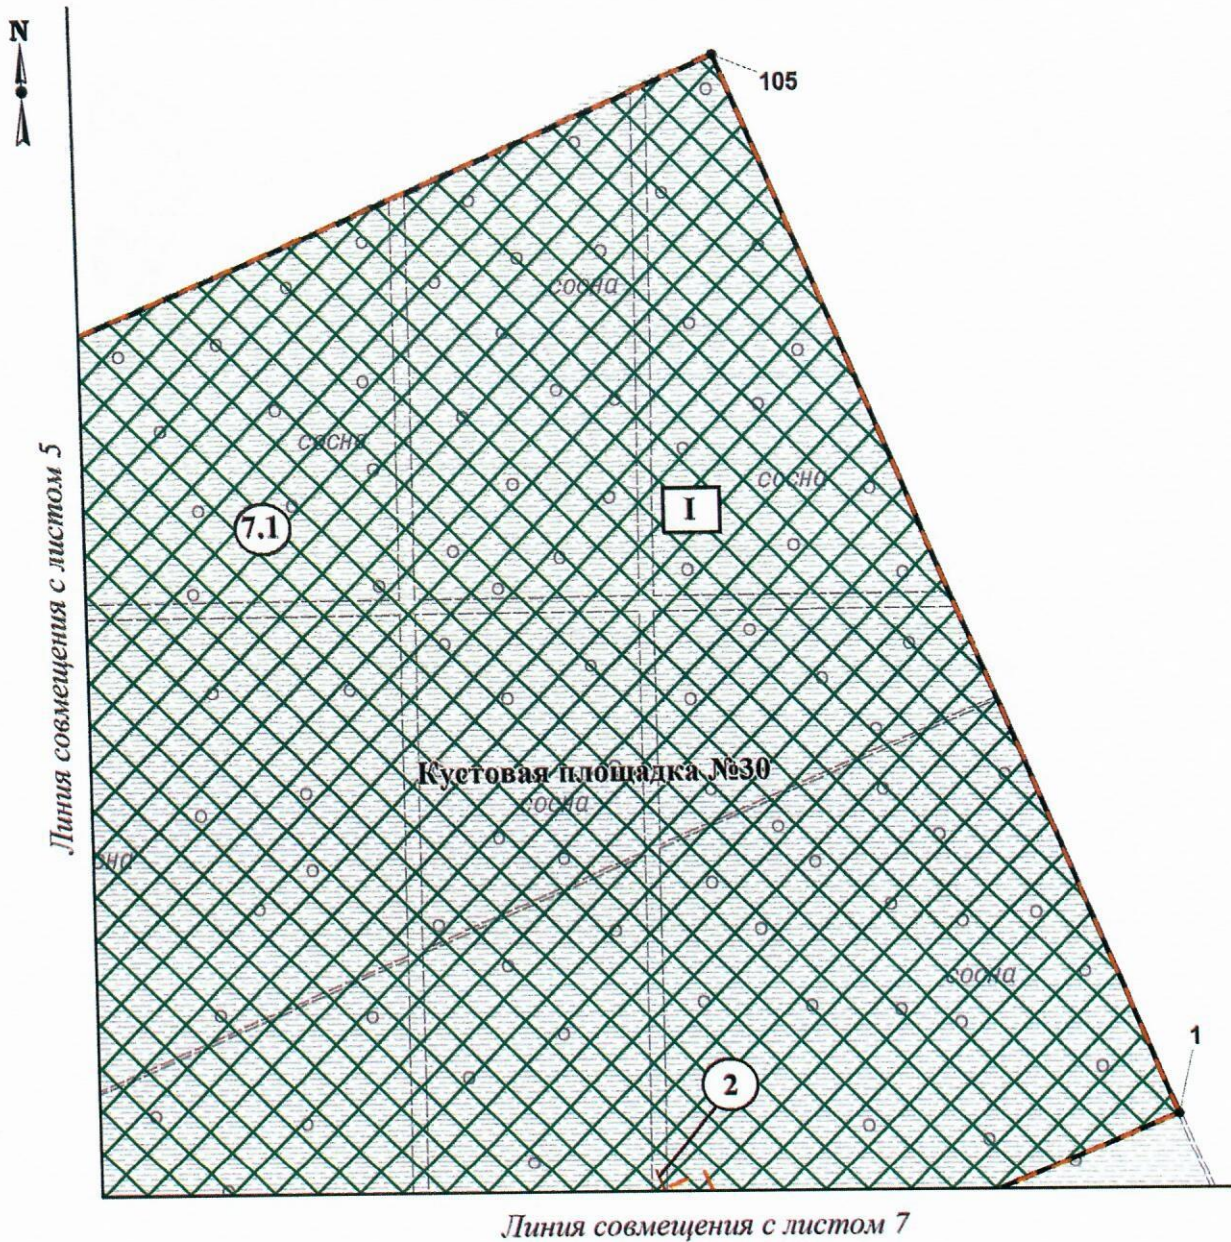 N
105
сосна
сосна
сосна
I
7.1
Линия совмещения с листом 5
Кустовая площадка №30
сосна
сна
сосна
1
2
Линия совмещения с листом 7